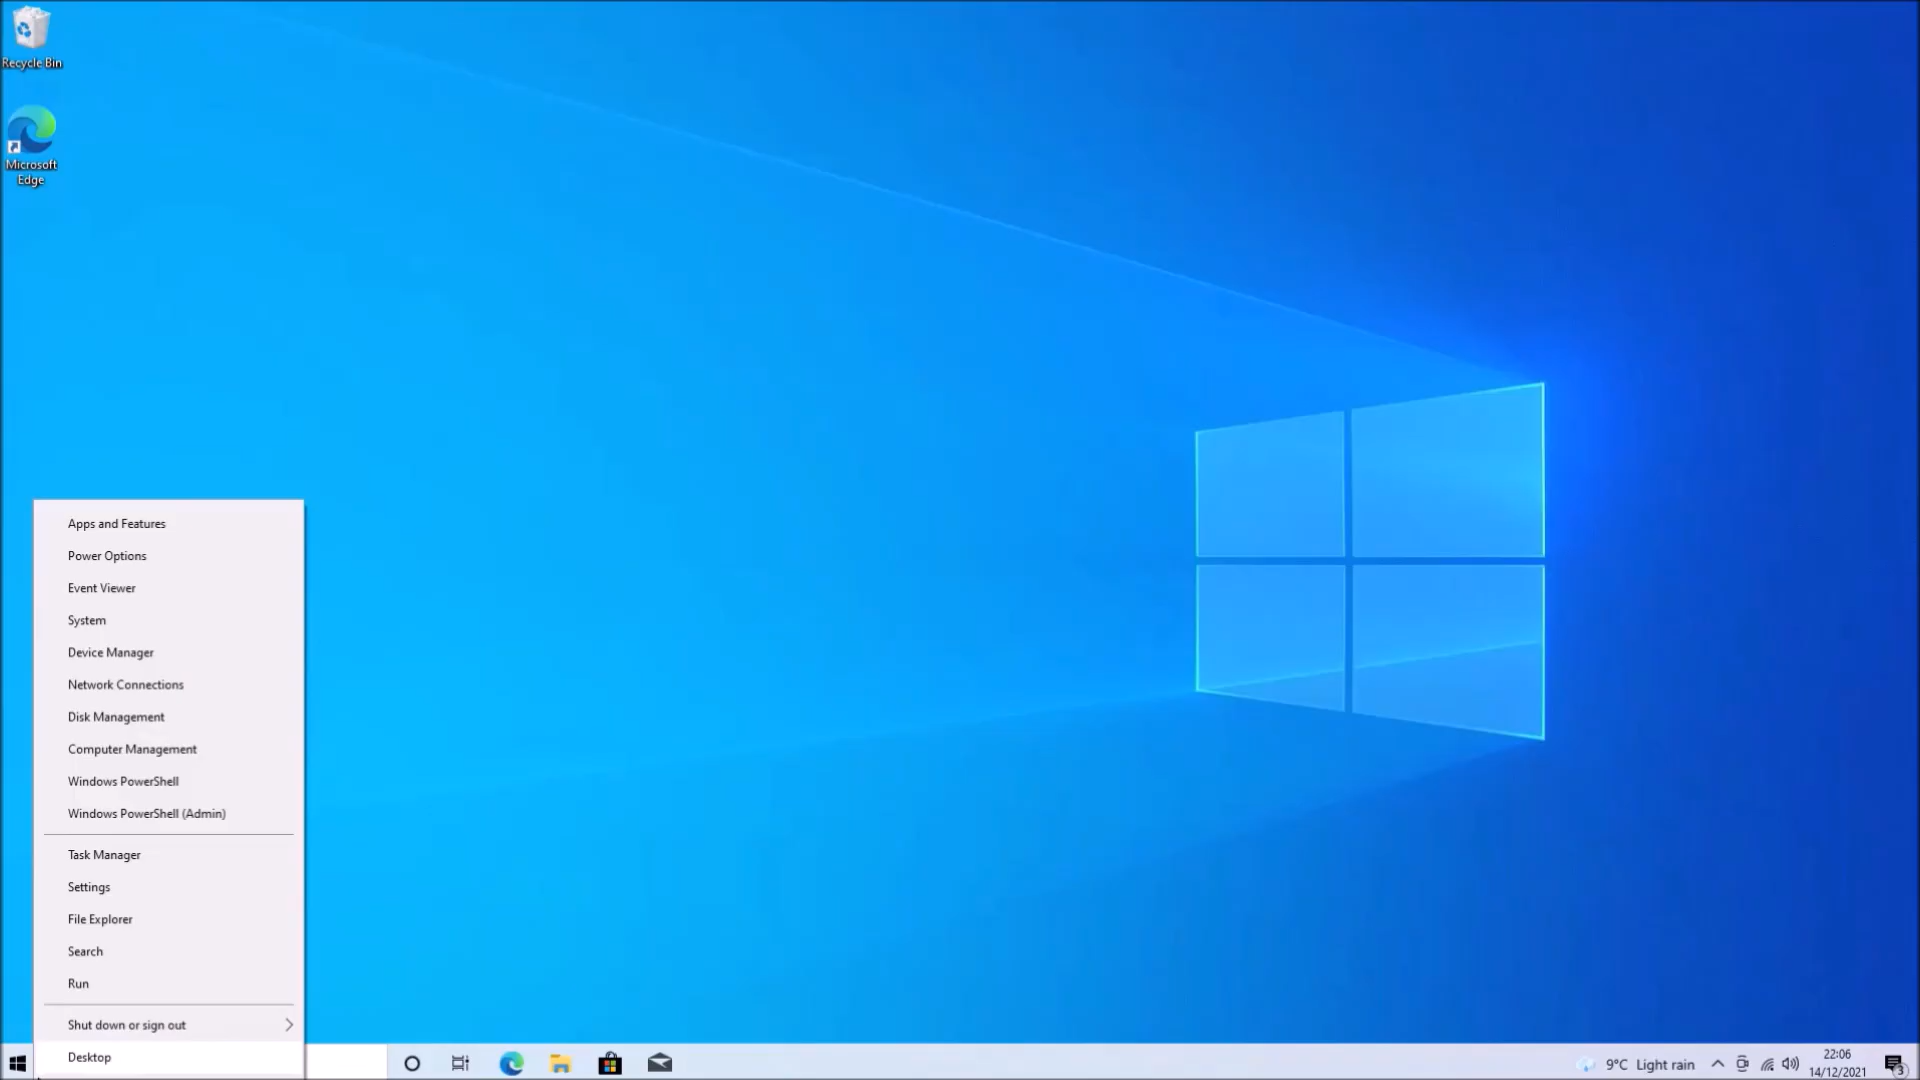 Recycle Bin
Microsoft
Edge
Apps and Features
Power Options
Event Viewer
System
Device Manager
Network Connections
Disk Management
Computer Management
Windows PowerShell
Windows PowerShell (Admin)
Task Manager
Settings
File Explorer
Search
Run
Shut down or sign out
Desktop
9°C Light rain
22:06
14/12/2021
3